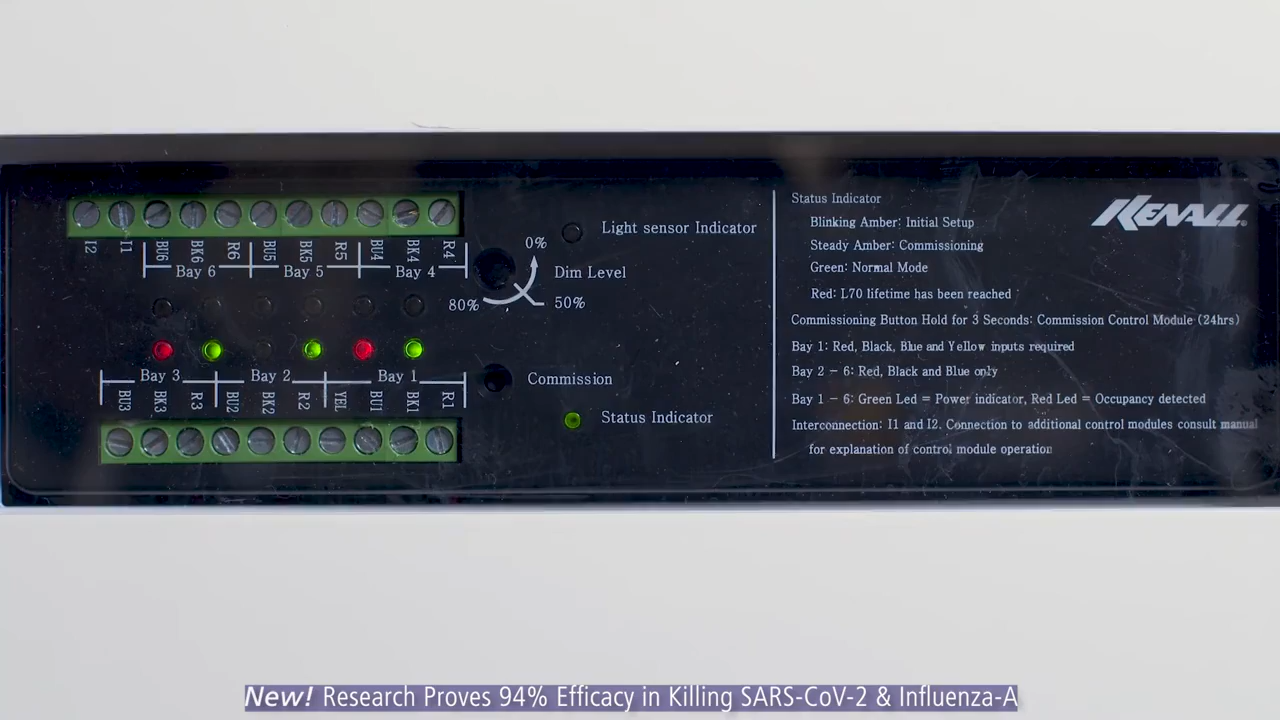 I2 I1 BU6 BK6 R6 BU5 BK5 R5 BU4 BK4 R4
Bay 6 Bay 5 Bay 4
Bay 3 Bay 2 Bay 1
BU3 BK3 R3 BU2 BK2 R2 YEL BU1 BK1 R1
Light sensor Indicator
0%
Dim Level
80% 50%
Commission
Status Indicator
Status Indicator
Blinking Amber: Initial Setup
Steady Amber: Commissioning
Green: Normal Mode
Red: L70 lifetime has been reached
Commissioning Button Hold for 3 Seconds: Commission Control Module (24hrs)
Bay 1: Red, Black, Blue and Yellow inputs required
Bay 2 - 6: Red, Black and Blue only
Bay 1 - 6: Green Led = Power indicator, Red Led = Occupancy detected
Interconnection: I1 and I2. Connection to additional control modules consult manual
for explanation of control module operation
KENALL
New! Research Proves 94% Efficacy in Killing SARS-CoV-2 & Influenza-A